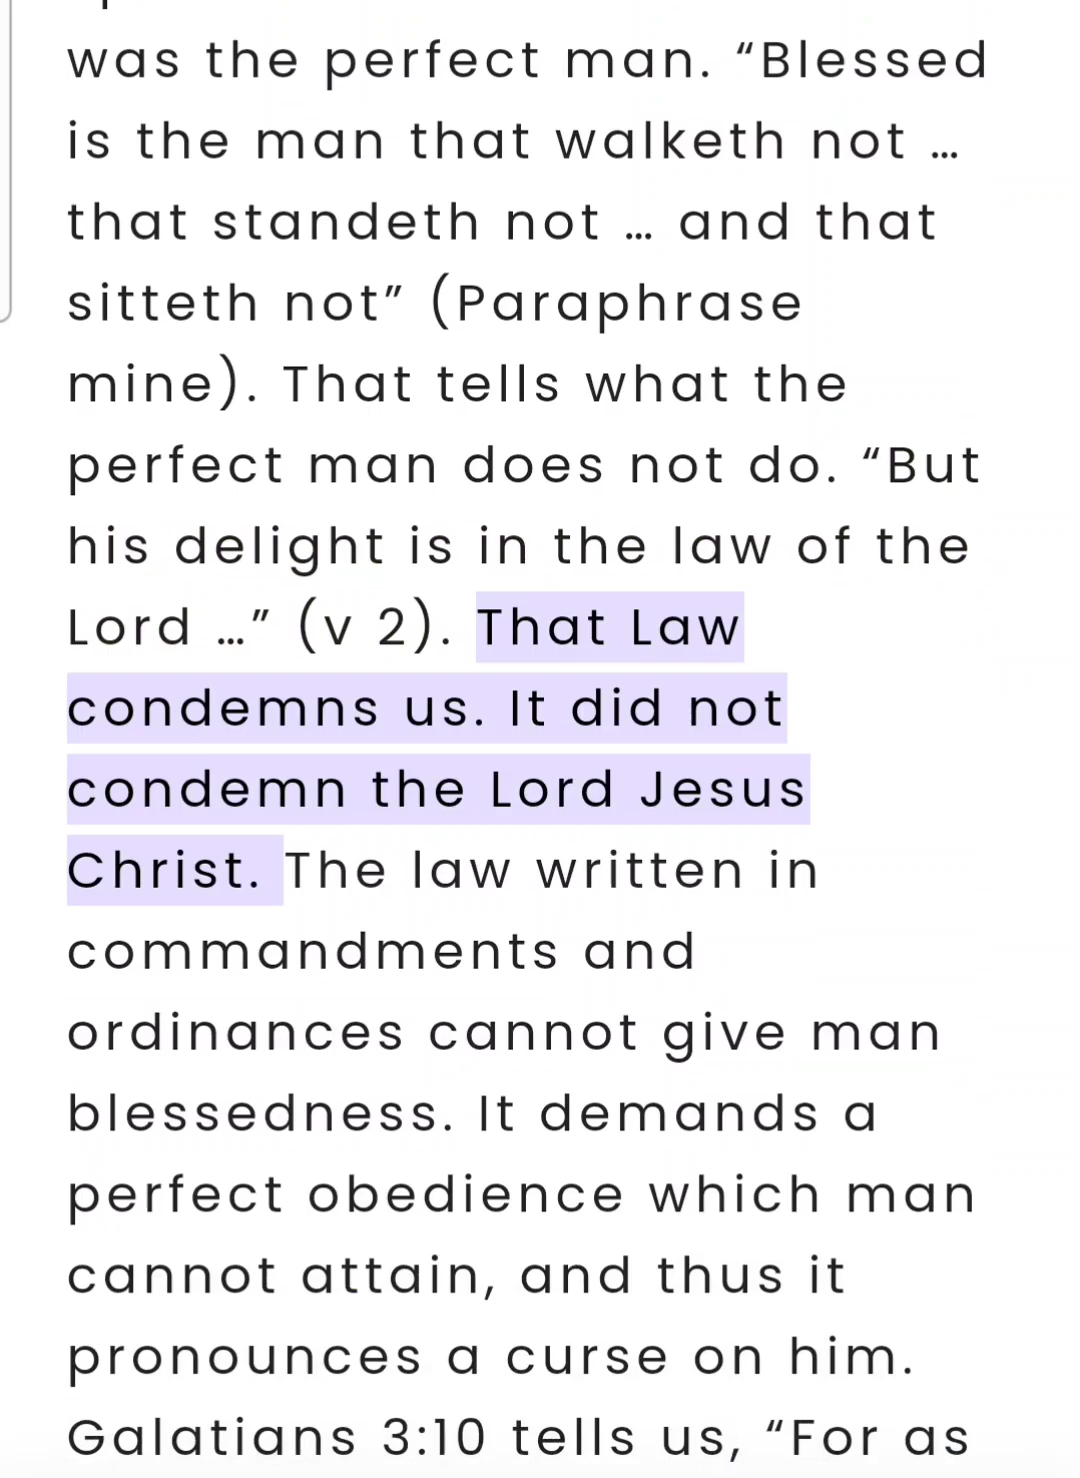 was the perfect man. “Blessed
is the man that walketh not …
that standeth not … and that
sitteth not” (Paraphrase
mine). That tells what the
perfect man does not do. “But
his delight is in the law of the
Lord …” (v 2). That Law
condemns us. It did not
condemn the Lord Jesus
Christ. The law written in
commandments and
ordinances cannot give man
blessedness. It demands a
perfect obedience which man
cannot attain, and thus it
pronounces a curse on him.
Galatians 3:10 tells us, “For as